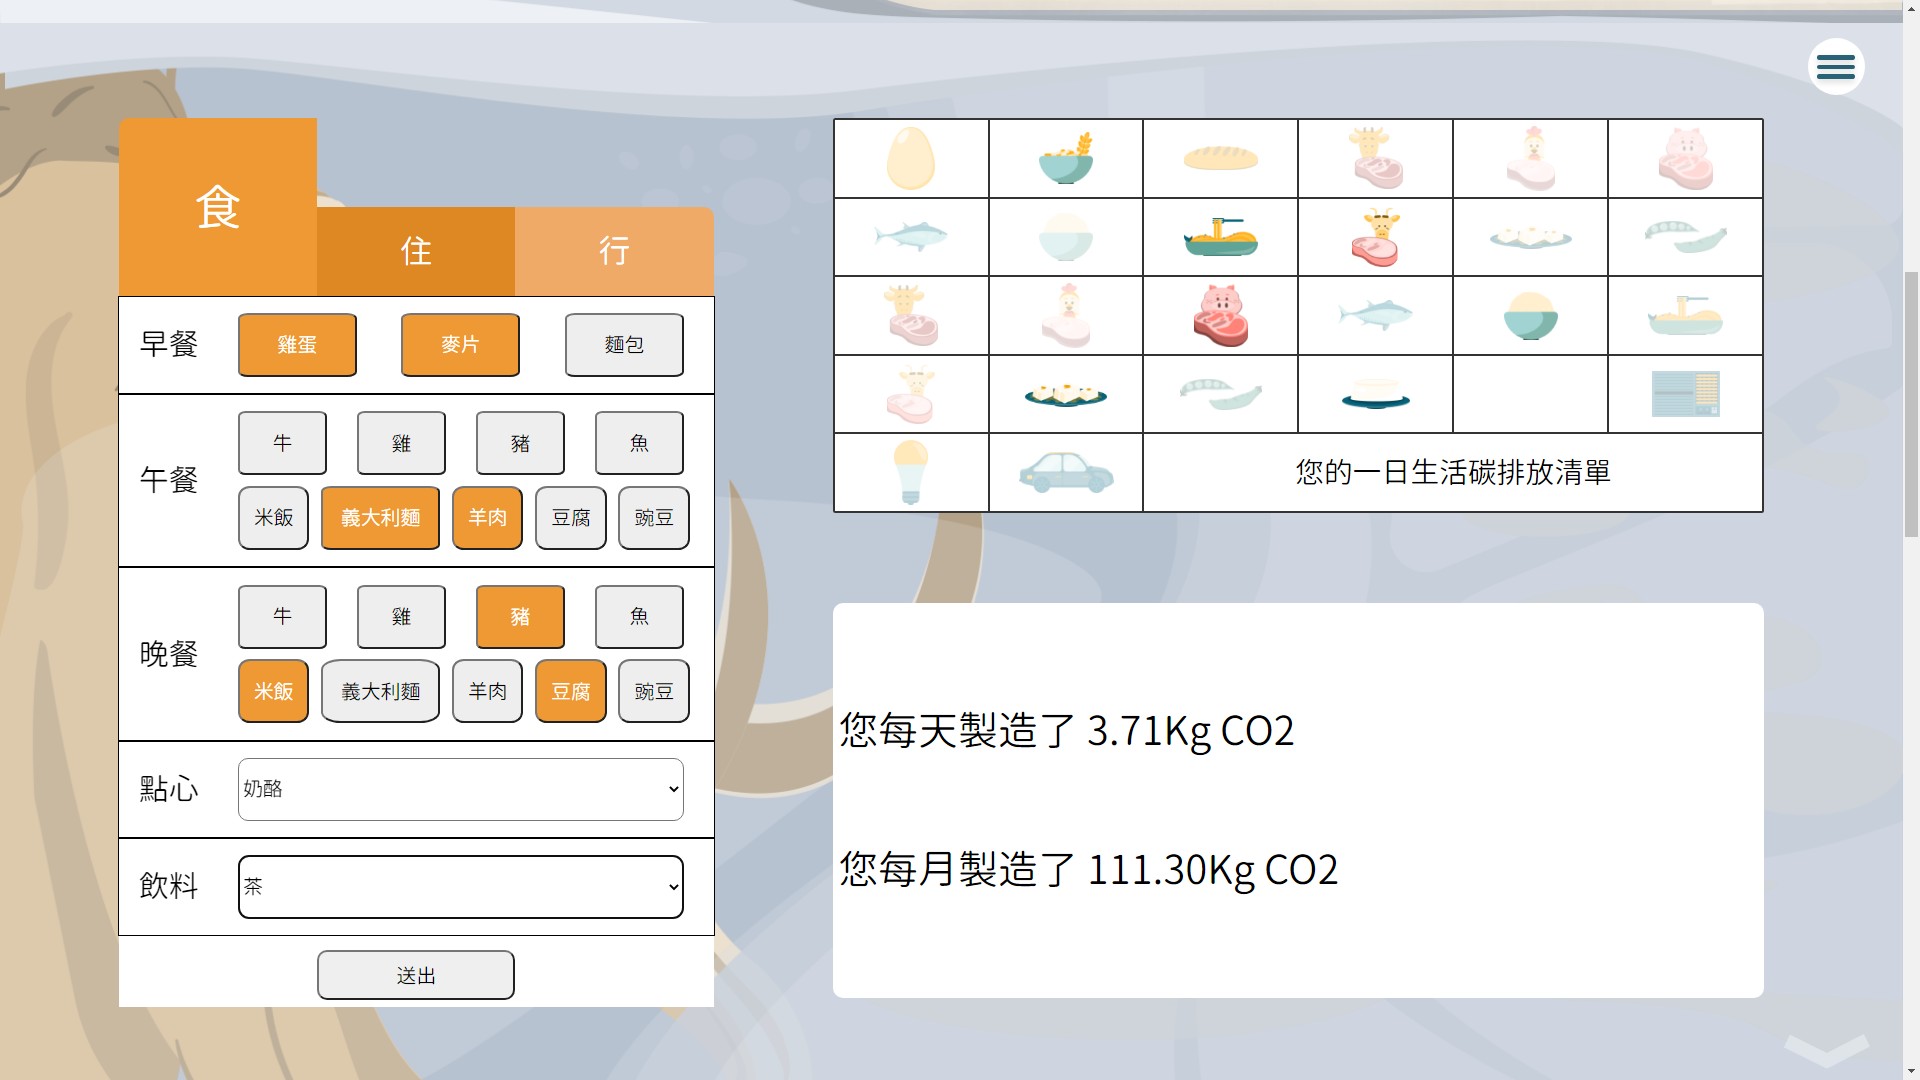 食
住
行
早餐
雞蛋
麥片
麵包
午餐
牛
雞
豬
魚
米飯
義大利麵
羊肉
豆腐
豌豆
晚餐
牛
雞
豬
魚
米飯
義大利麵
羊肉
豆腐
豌豆
點心
奶酪
飲料
茶
送出
您的一日生活碳排放清單
您每天製造了 3.71Kg CO2
您每月製造了 111.30Kg CO2